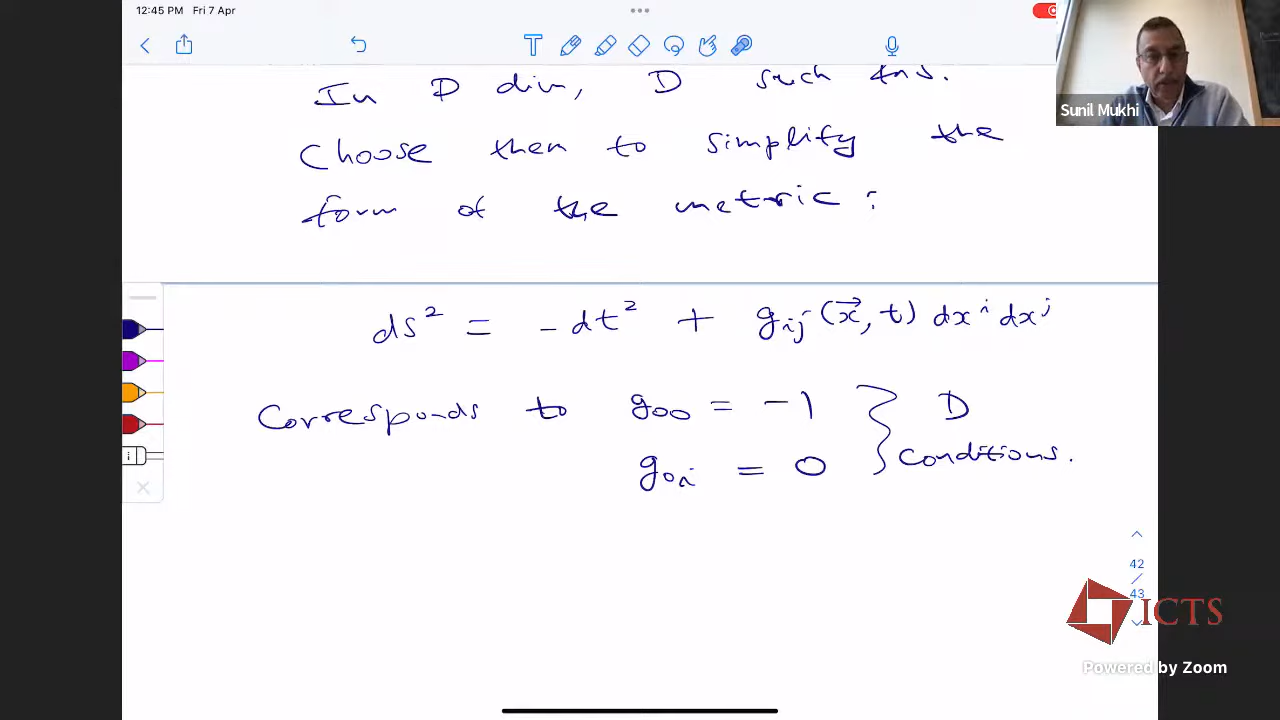 12:45 PM Fri 7 Apr
In D dim, D such fns.
Choose them to simplify the
form of the metric:
ds² = -dt² + gᵢⱼ(x⃗, t) dxⁱ dxʲ
Corresponds to g₀₀ = -1 } D
g₀ᵢ = 0 } conditions.
Sunil Mukhi
42
/
43
ICTS
Powered by Zoom